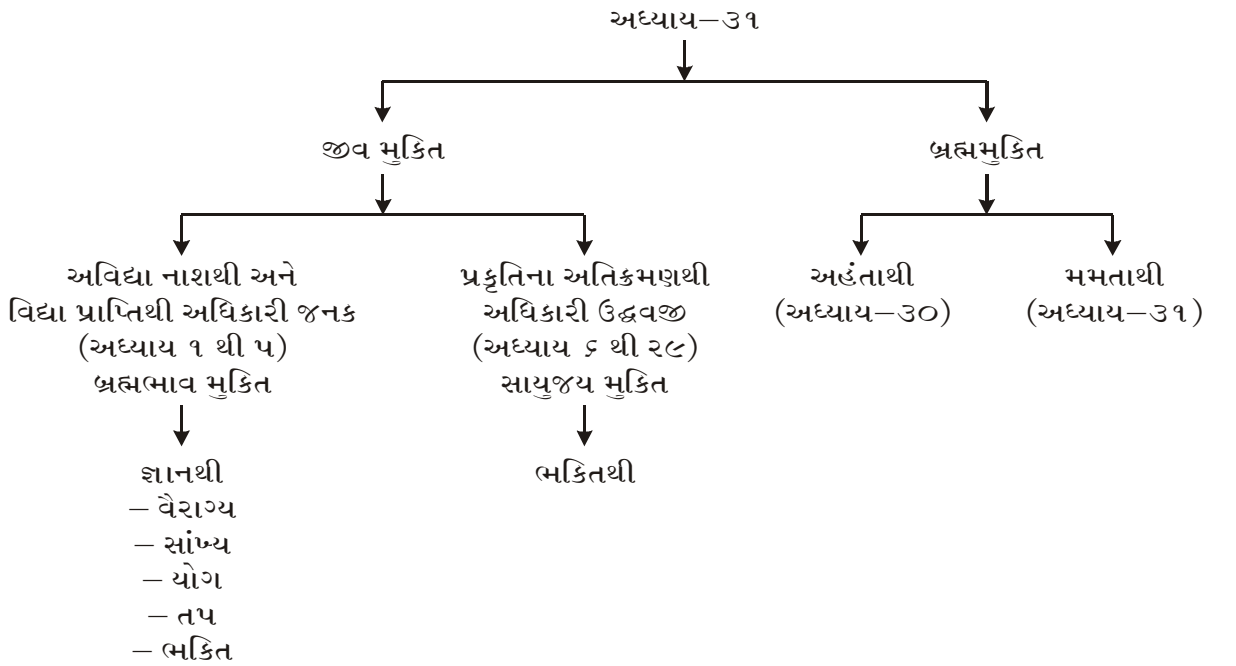 અધ્યાય–૩૧
જીવ મુકિત
બ્રહ્મમુકિત
અવિદ્યા નાશથી અને
વિદ્યા પ્રાપ્તિથી અધિકારી જનક
(અધ્યાય ૧ થી ૫)
બ્રહ્મભાવ મુકિત
પ્રકૃતિના અતિક્રમણથી
અધિકારી ઉદ્ધવજી
(અધ્યાય ૬ થી ૨૯)
સાયુજય મુકિત
અહંતાથી
(અધ્યાય–૩૦)
મમતાથી
(અધ્યાય–૩૧)
જ્ઞાનથી
– વૈરાગ્ય
– સાંખ્ય
– યોગ
– તપ
– ભકિત
ભકિતથી